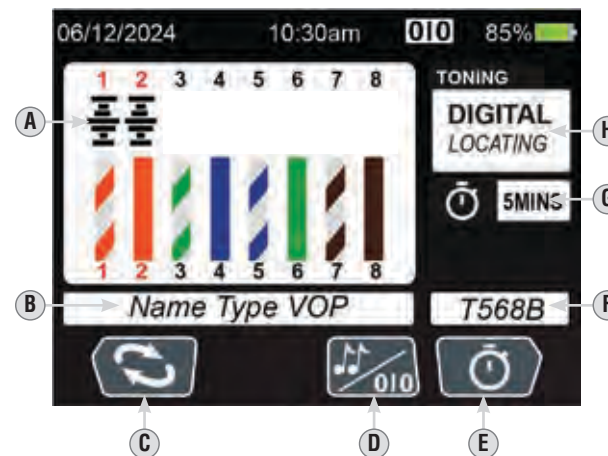 06/12/2024 10:30am 010 85%
1 2 3 4 5 6 7 8
TONING
A
DIGITAL
LOCATING
H
G
5MINS
1 2 3 4 5 6 7 8
B
Name Type VOP
T568B
F
010
C
D
E